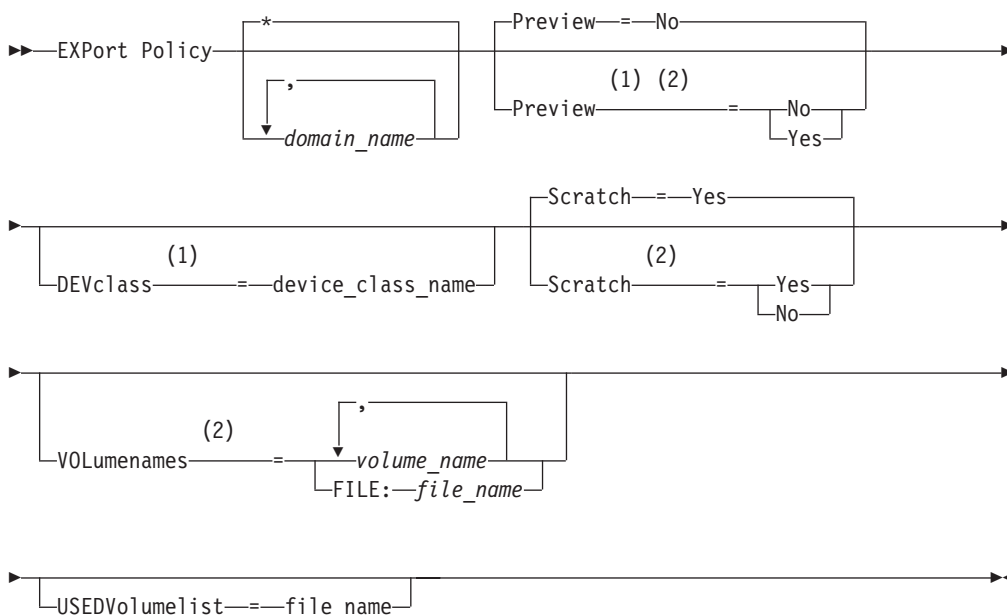 *
Preview = No
EXPort Policy
,
domain_name
(1) (2)
Preview = No
Yes
Scratch = Yes
(1)
DEVclass = device_class_name
(2)
Scratch = Yes
No
,
(2)
VOLumenames = volume_name
FILE: file_name
USEDVolumelist = file_name